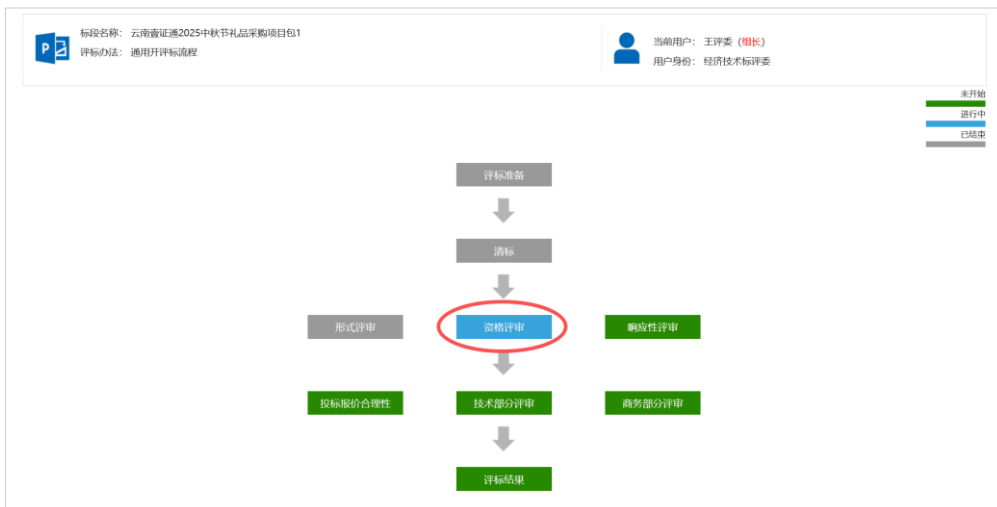 标段名称： 云南壹证通2025中秋节礼品采购项目包1
评标办法： 通用开评标流程
当前用户： 王评委（组长）
用户身份： 经济技术标评委
未开始
进行中
已结束
评标准备
清标
形式评审
资格评审
响应性评审
投标报价合理性
技术部分评审
商务部分评审
评标结果